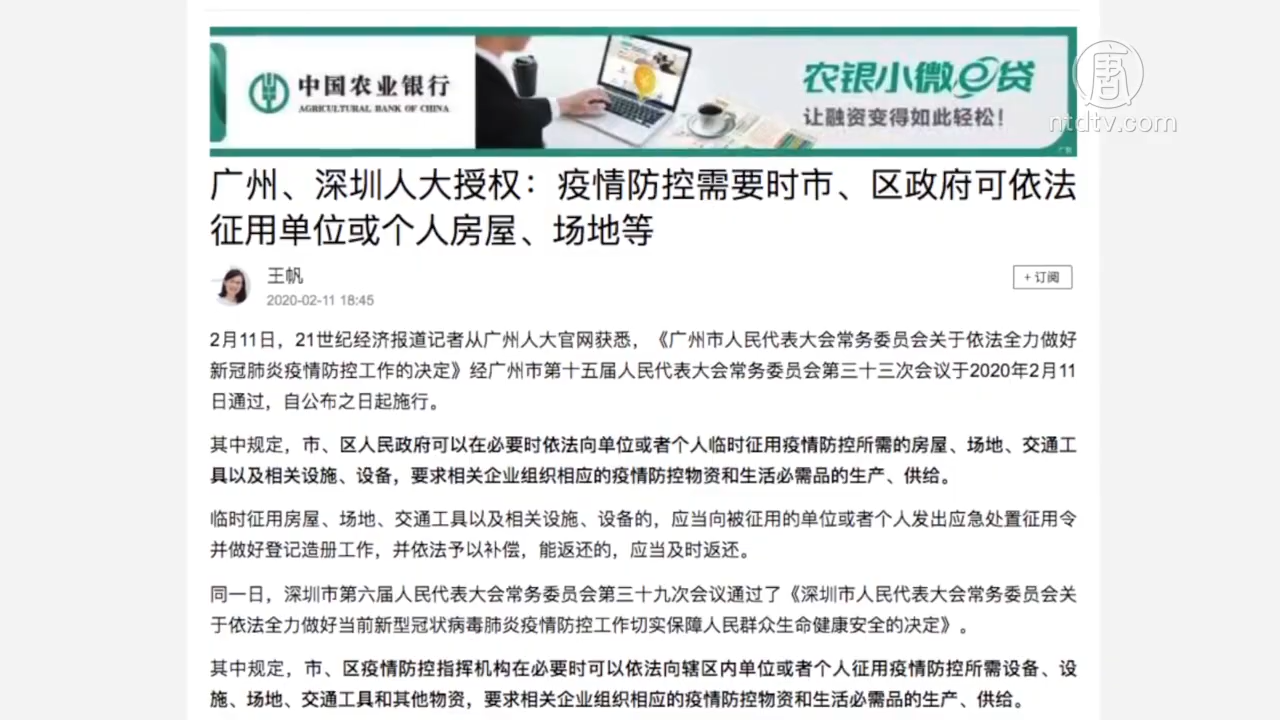 中国农业银行
AGRICULTURAL BANK OF CHINA
农银小微e贷
让融资变得如此轻松！
广告
唐
ntdtv.com
广州、深圳人大授权：疫情防控需要时市、区政府可依法
征用单位或个人房屋、场地等
王帆
2020-02-11 18:45
+ 订阅
2月11日，21世纪经济报道记者从广州人大官网获悉，《广州市人民代表大会常务委员会关于依法全力做好
新冠肺炎疫情防控工作的决定》经广州市第十五届人民代表大会常务委员会第三十三次会议于2020年2月11
日通过，自公布之日起施行。
其中规定，市、区人民政府可以在必要时依法向单位或者个人临时征用疫情防控所需的房屋、场地、交通工
具以及相关设施、设备，要求相关企业组织相应的疫情防控物资和生活必需品的生产、供给。
临时征用房屋、场地、交通工具以及相关设施、设备的，应当向被征用的单位或者个人发出应急处置征用令
并做好登记造册工作，并依法予以补偿，能返还的，应当及时返还。
同一日，深圳市第六届人民代表大会常务委员会第三十九次会议通过了《深圳市人民代表大会常务委员会关
于依法全力做好当前新型冠状病毒肺炎疫情防控工作切实保障人民群众生命健康安全的决定》。
其中规定，市、区疫情防控指挥机构在必要时可以依法向辖区内单位或者个人征用疫情防控所需设备、设
施、场地、交通工具和其他物资，要求相关企业组织相应的疫情防控物资和生活必需品的生产、供给。